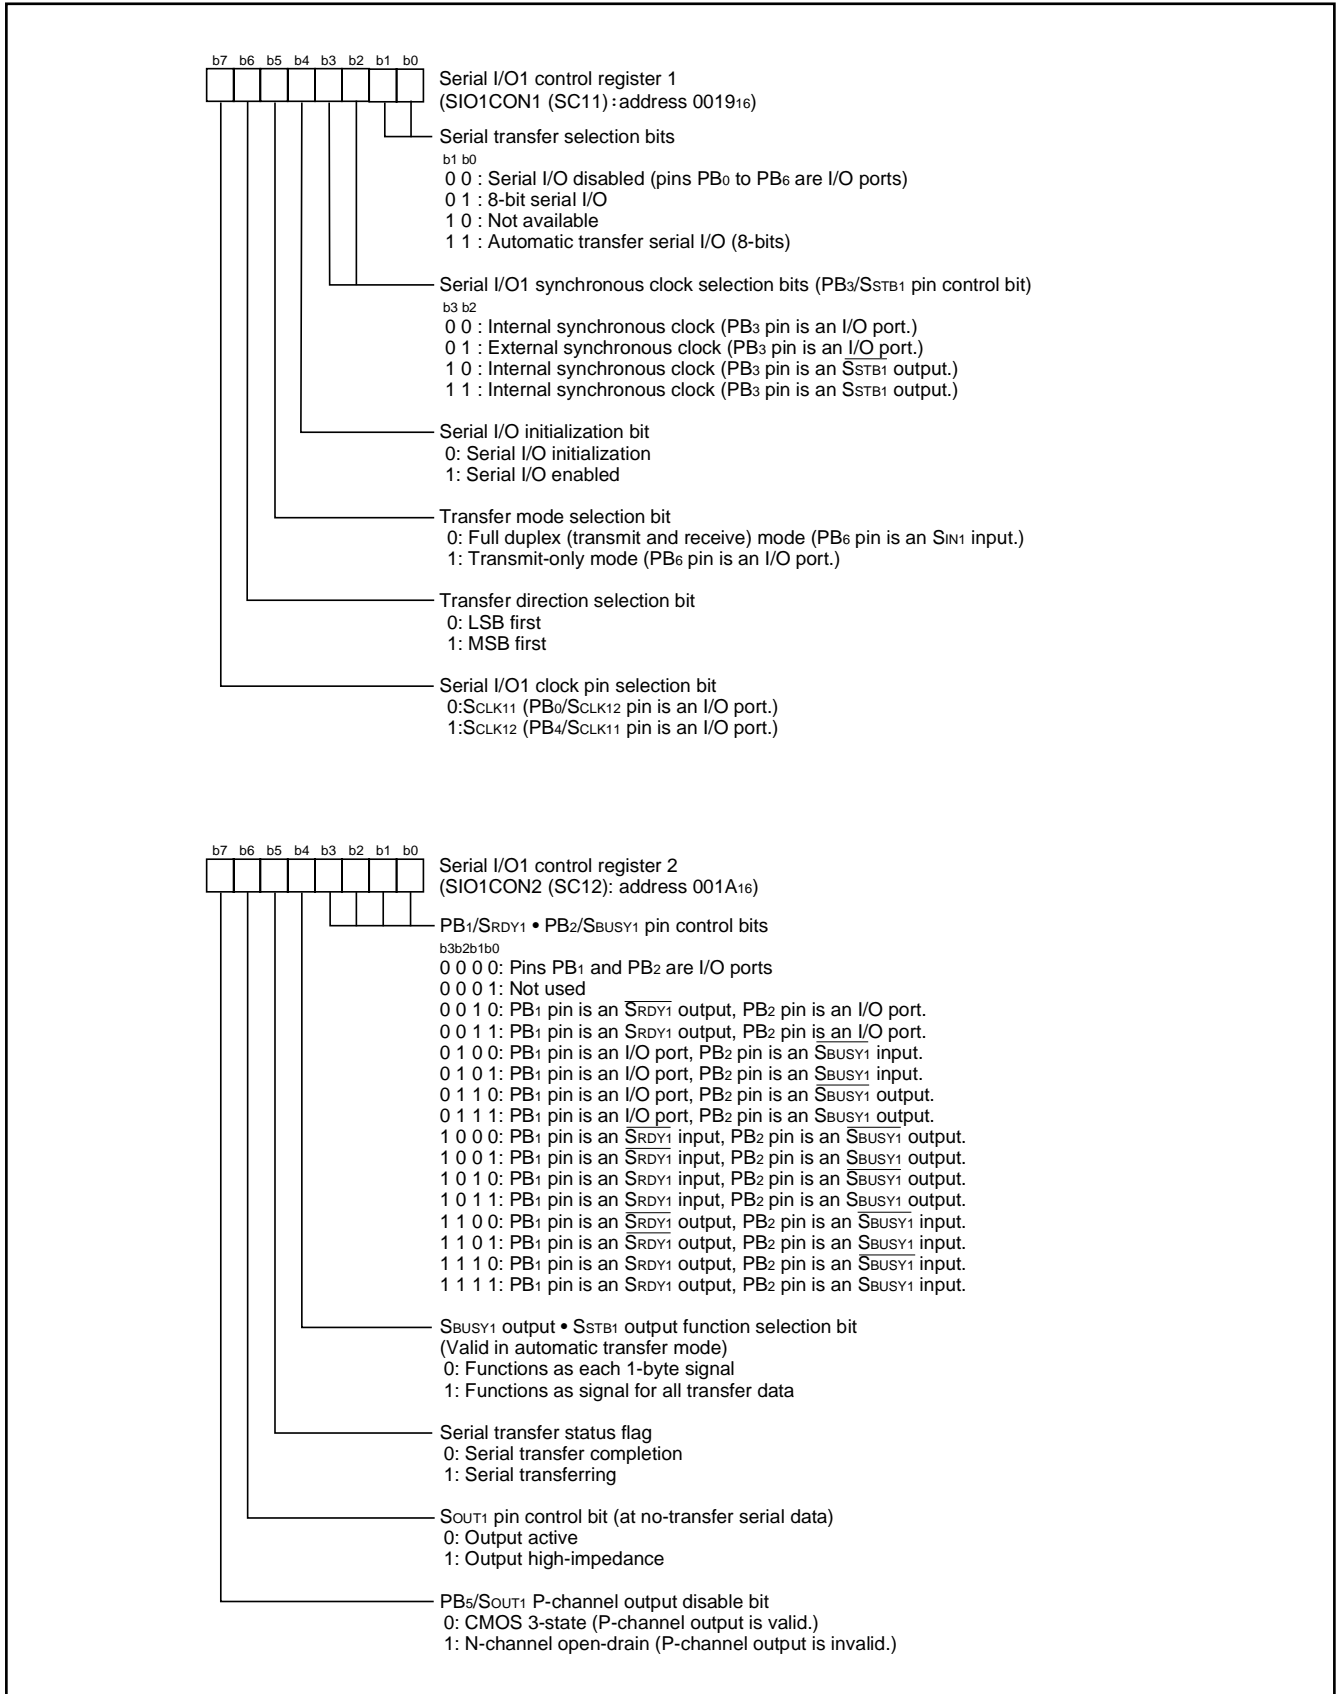 b7 b6 b5 b4 b3 b2 b1 b0
Serial I/O1 control register 1
(SIO1CON1 (SC11) : address 0019₁₆)
Serial transfer selection bits
b1 b0
0 0 : Serial I/O disabled (pins PB₀ to PB₆ are I/O ports)
0 1 : 8-bit serial I/O
1 0 : Not available
1 1 : Automatic transfer serial I/O (8-bits)
Serial I/O1 synchronous clock selection bits (PB₃/SSTB1 pin control bit)
b3 b2
0 0 : Internal synchronous clock (PB₃ pin is an I/O port.)
0 1 : External synchronous clock (PB₃ pin is an I/O port.)
1 0 : Internal synchronous clock (PB₃ pin is an S̅S̅T̅B̅1̅ output.)
1 1 : Internal synchronous clock (PB₃ pin is an SSTB1 output.)
Serial I/O initialization bit
0: Serial I/O initialization
1: Serial I/O enabled
Transfer mode selection bit
0: Full duplex (transmit and receive) mode (PB₆ pin is an SIN1 input.)
1: Transmit-only mode (PB₆ pin is an I/O port.)
Transfer direction selection bit
0: LSB first
1: MSB first
Serial I/O1 clock pin selection bit
0:SCLK11 (PB₀/SCLK12 pin is an I/O port.)
1:SCLK12 (PB₄/SCLK11 pin is an I/O port.)
b7 b6 b5 b4 b3 b2 b1 b0
Serial I/O1 control register 2
(SIO1CON2 (SC12): address 001A₁₆)
PB₁/SRDY1 • PB₂/SBUSY1 pin control bits
b3b2b1b0
0 0 0 0: Pins PB₁ and PB₂ are I/O ports
0 0 0 1: Not used
0 0 1 0: PB₁ pin is an S̅R̅D̅Y̅1̅ output, PB₂ pin is an I/O port.
0 0 1 1: PB₁ pin is an SRDY1 output, PB₂ pin is an I/O port.
0 1 0 0: PB₁ pin is an I/O port, PB₂ pin is an S̅B̅U̅S̅Y̅1̅ input.
0 1 0 1: PB₁ pin is an I/O port, PB₂ pin is an SBUSY1 input.
0 1 1 0: PB₁ pin is an I/O port, PB₂ pin is an S̅B̅U̅S̅Y̅1̅ output.
0 1 1 1: PB₁ pin is an I/O port, PB₂ pin is an SBUSY1 output.
1 0 0 0: PB₁ pin is an S̅R̅D̅Y̅1̅ input, PB₂ pin is an S̅B̅U̅S̅Y̅1̅ output.
1 0 0 1: PB₁ pin is an S̅R̅D̅Y̅1̅ input, PB₂ pin is an SBUSY1 output.
1 0 1 0: PB₁ pin is an SRDY1 input, PB₂ pin is an S̅B̅U̅S̅Y̅1̅ output.
1 0 1 1: PB₁ pin is an SRDY1 input, PB₂ pin is an SBUSY1 output.
1 1 0 0: PB₁ pin is an S̅R̅D̅Y̅1̅ output, PB₂ pin is an S̅B̅U̅S̅Y̅1̅ input.
1 1 0 1: PB₁ pin is an S̅R̅D̅Y̅1̅ output, PB₂ pin is an SBUSY1 input.
1 1 1 0: PB₁ pin is an SRDY1 output, PB₂ pin is an S̅B̅U̅S̅Y̅1̅ input.
1 1 1 1: PB₁ pin is an SRDY1 output, PB₂ pin is an SBUSY1 input.
SBUSY1 output • SSTB1 output function selection bit
(Valid in automatic transfer mode)
0: Functions as each 1-byte signal
1: Functions as signal for all transfer data
Serial transfer status flag
0: Serial transfer completion
1: Serial transferring
SOUT1 pin control bit (at no-transfer serial data)
0: Output active
1: Output high-impedance
PB₅/SOUT1 P-channel output disable bit
0: CMOS 3-state (P-channel output is valid.)
1: N-channel open-drain (P-channel output is invalid.)